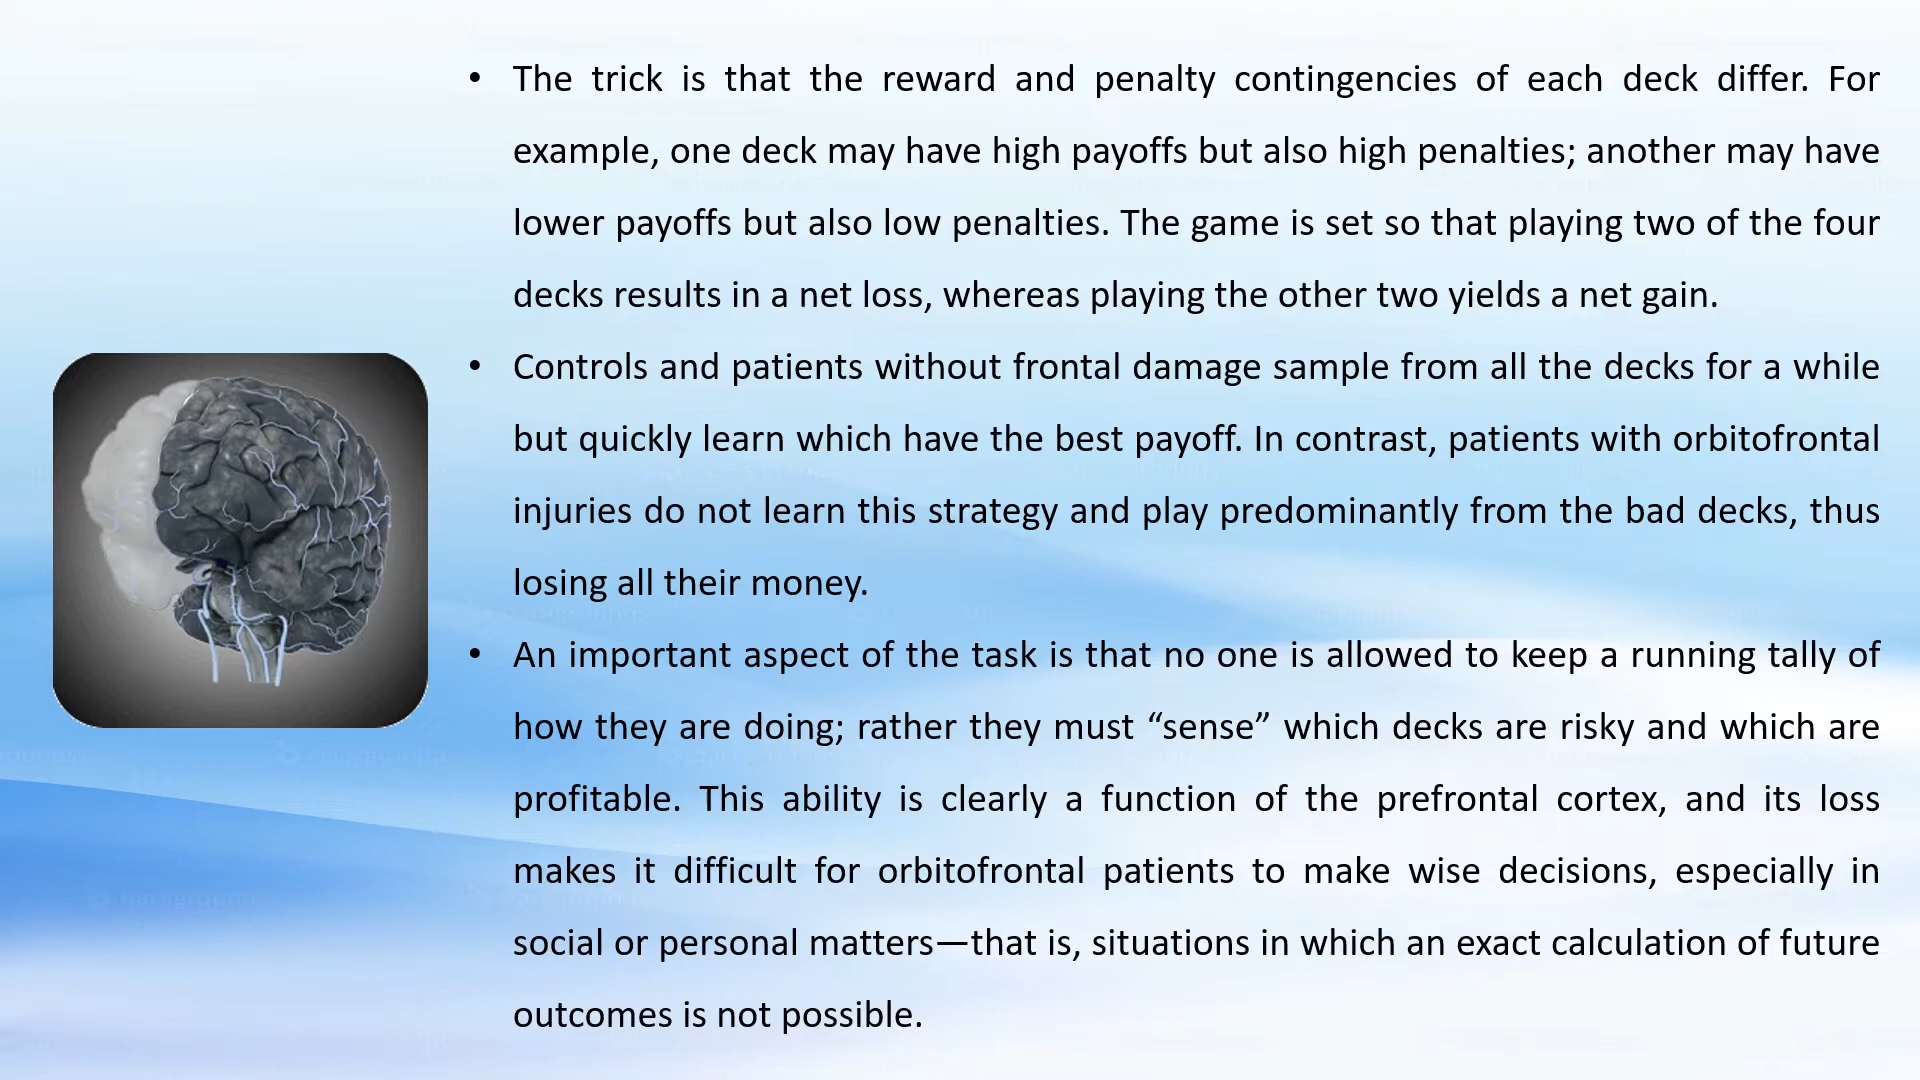 • The trick is that the reward and penalty contingencies of each deck differ. For
example, one deck may have high payoffs but also high penalties; another may have
lower payoffs but also low penalties. The game is set so that playing two of the four
decks results in a net loss, whereas playing the other two yields a net gain.
• Controls and patients without frontal damage sample from all the decks for a while
but quickly learn which have the best payoff. In contrast, patients with orbitofrontal
injuries do not learn this strategy and play predominantly from the bad decks, thus
losing all their money.
• An important aspect of the task is that no one is allowed to keep a running tally of
how they are doing; rather they must “sense” which decks are risky and which are
profitable. This ability is clearly a function of the prefrontal cortex, and its loss
makes it difficult for orbitofrontal patients to make wise decisions, especially in
social or personal matters—that is, situations in which an exact calculation of future
outcomes is not possible.